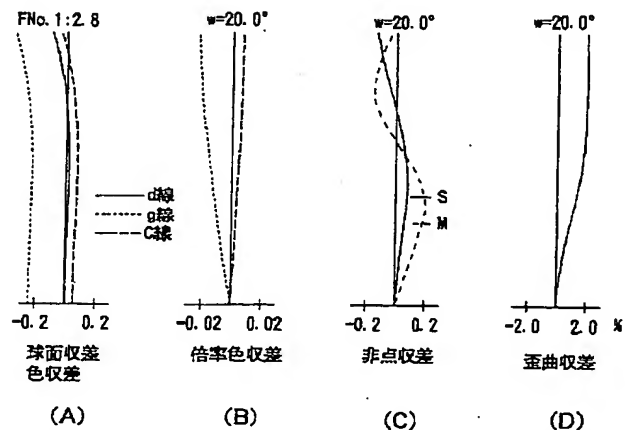 FNo.1:2.8
w=20.0°
w=20.0°
w=20.0°
d線
g線
C線
S
M
-0.2 0.2
-0.02 0.02
-0.2 0.2
-2.0 2.0 %
球面収差
色収差
倍率色収差
非点収差
歪曲収差
(A)
(B)
(C)
(D)